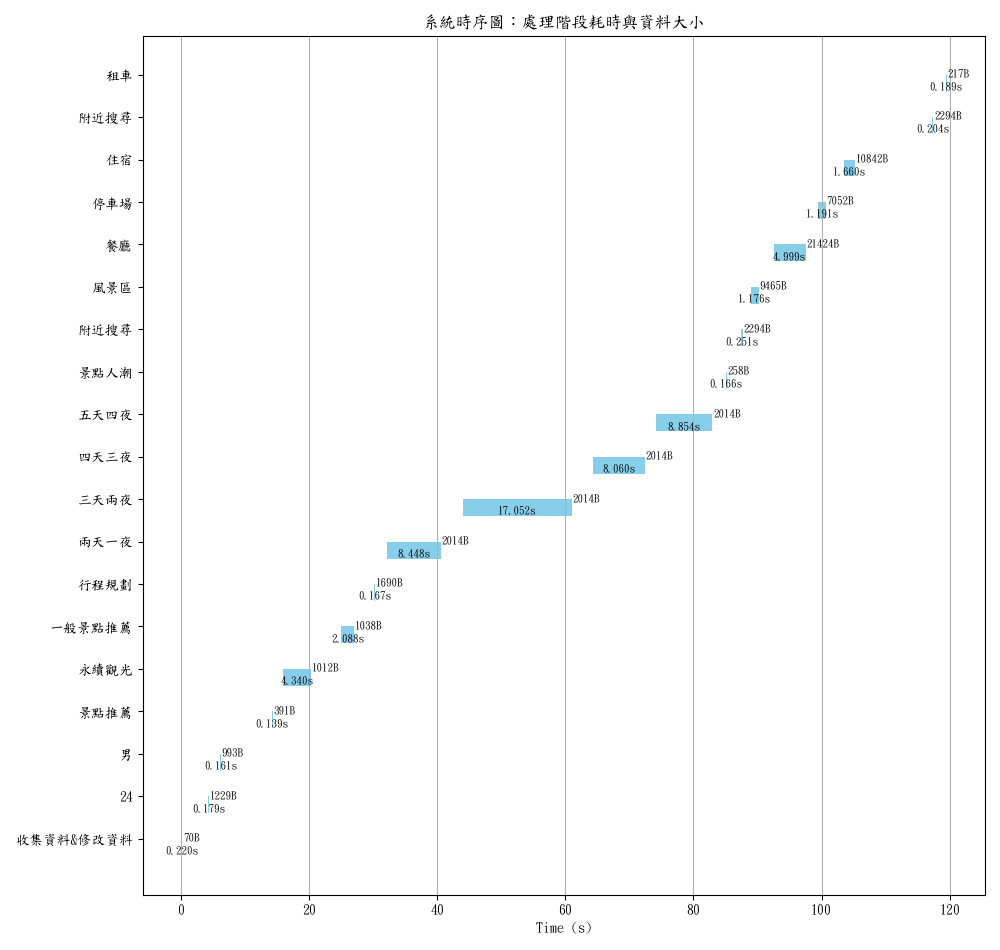 系統時序圖：處理階段耗時與資料大小
租車
217B
0.189s
附近搜尋
2294B
0.204s
住宿
10842B
1.660s
停車場
7052B
1.191s
餐廳
21424B
4.999s
風景區
9465B
1.176s
附近搜尋
2294B
0.251s
景點人潮
258B
0.166s
五天四夜
2014B
8.854s
四天三夜
2014B
8.060s
三天兩夜
2014B
17.052s
兩天一夜
2014B
8.448s
行程規劃
1690B
0.167s
一般景點推薦
1038B
2.088s
永續觀光
1012B
4.340s
景點推薦
391B
0.139s
男
993B
0.161s
24
1229B
0.179s
收集資料&修改資料
70B
0.220s
0 20 40 60 80 100 120
Time (s)